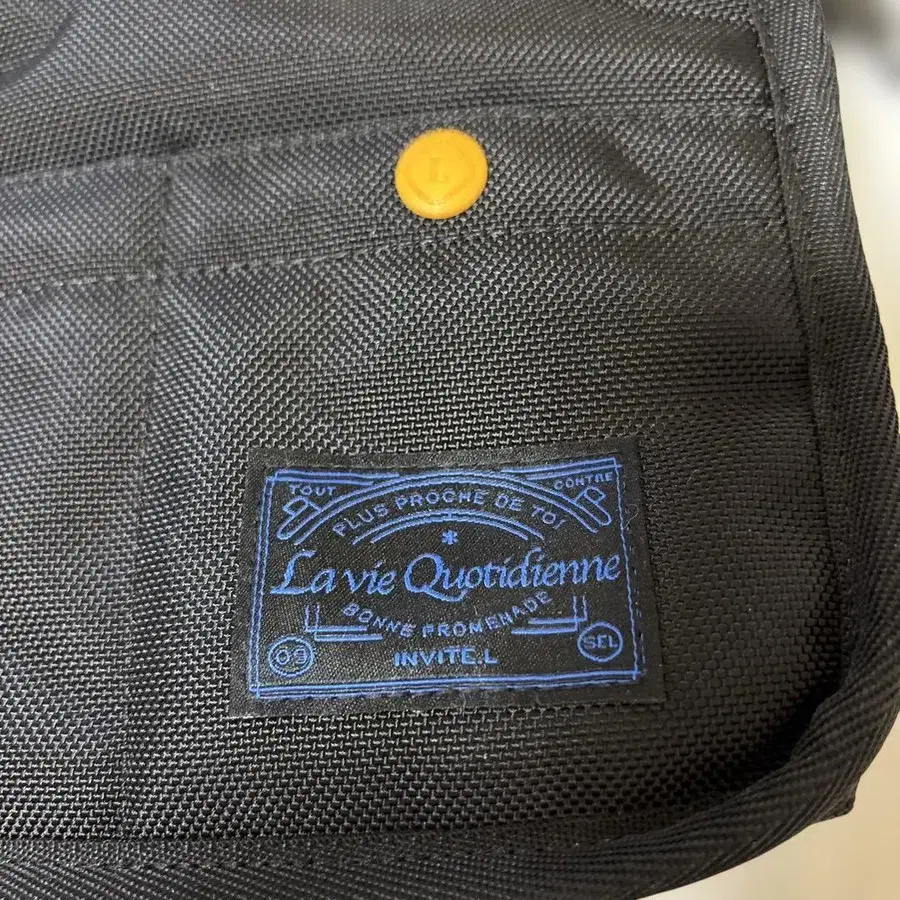 L
TOUT
CONTRE
PLUS PROCHE DE TOI
La vie Quotidienne
BONNE PROMENADE
SEL
INVITE.L